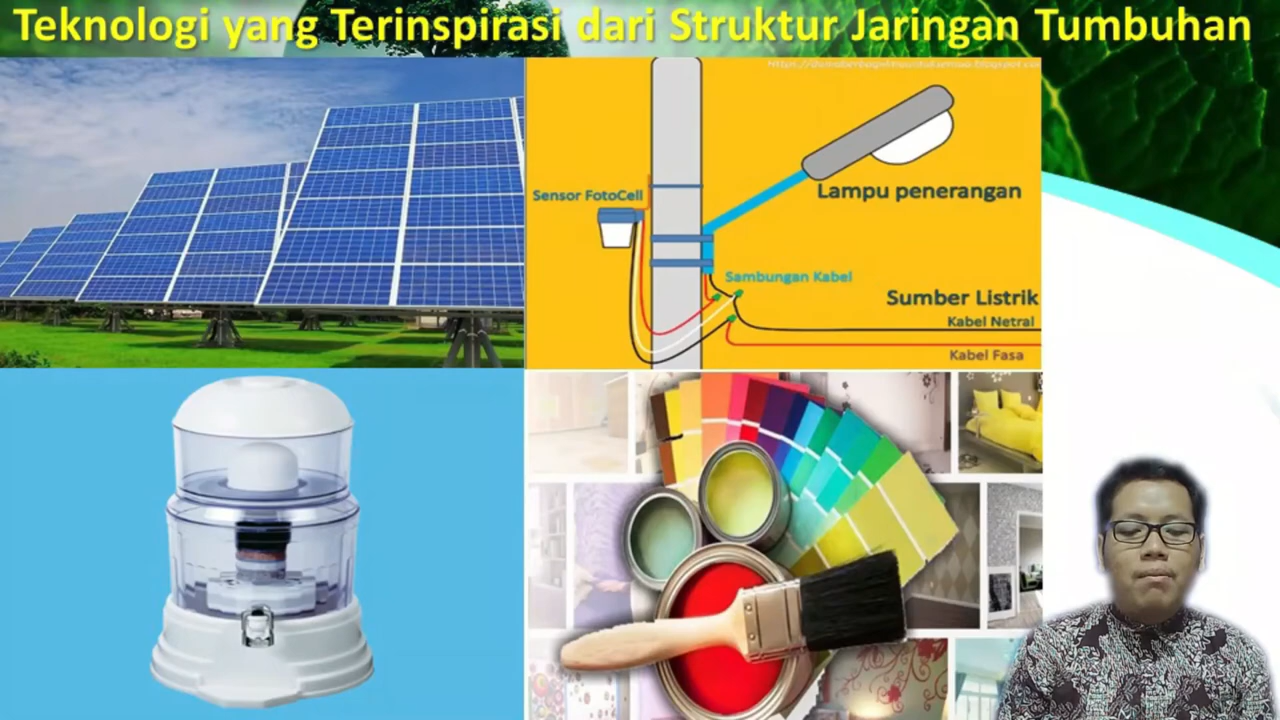 Teknologi yang Terinspirasi dari Struktur Jaringan Tumbuhan
Sensor FotoCell
Lampu penerangan
Sambungan Kabel
Sumber Listrik
Kabel Netral
Kabel Fasa